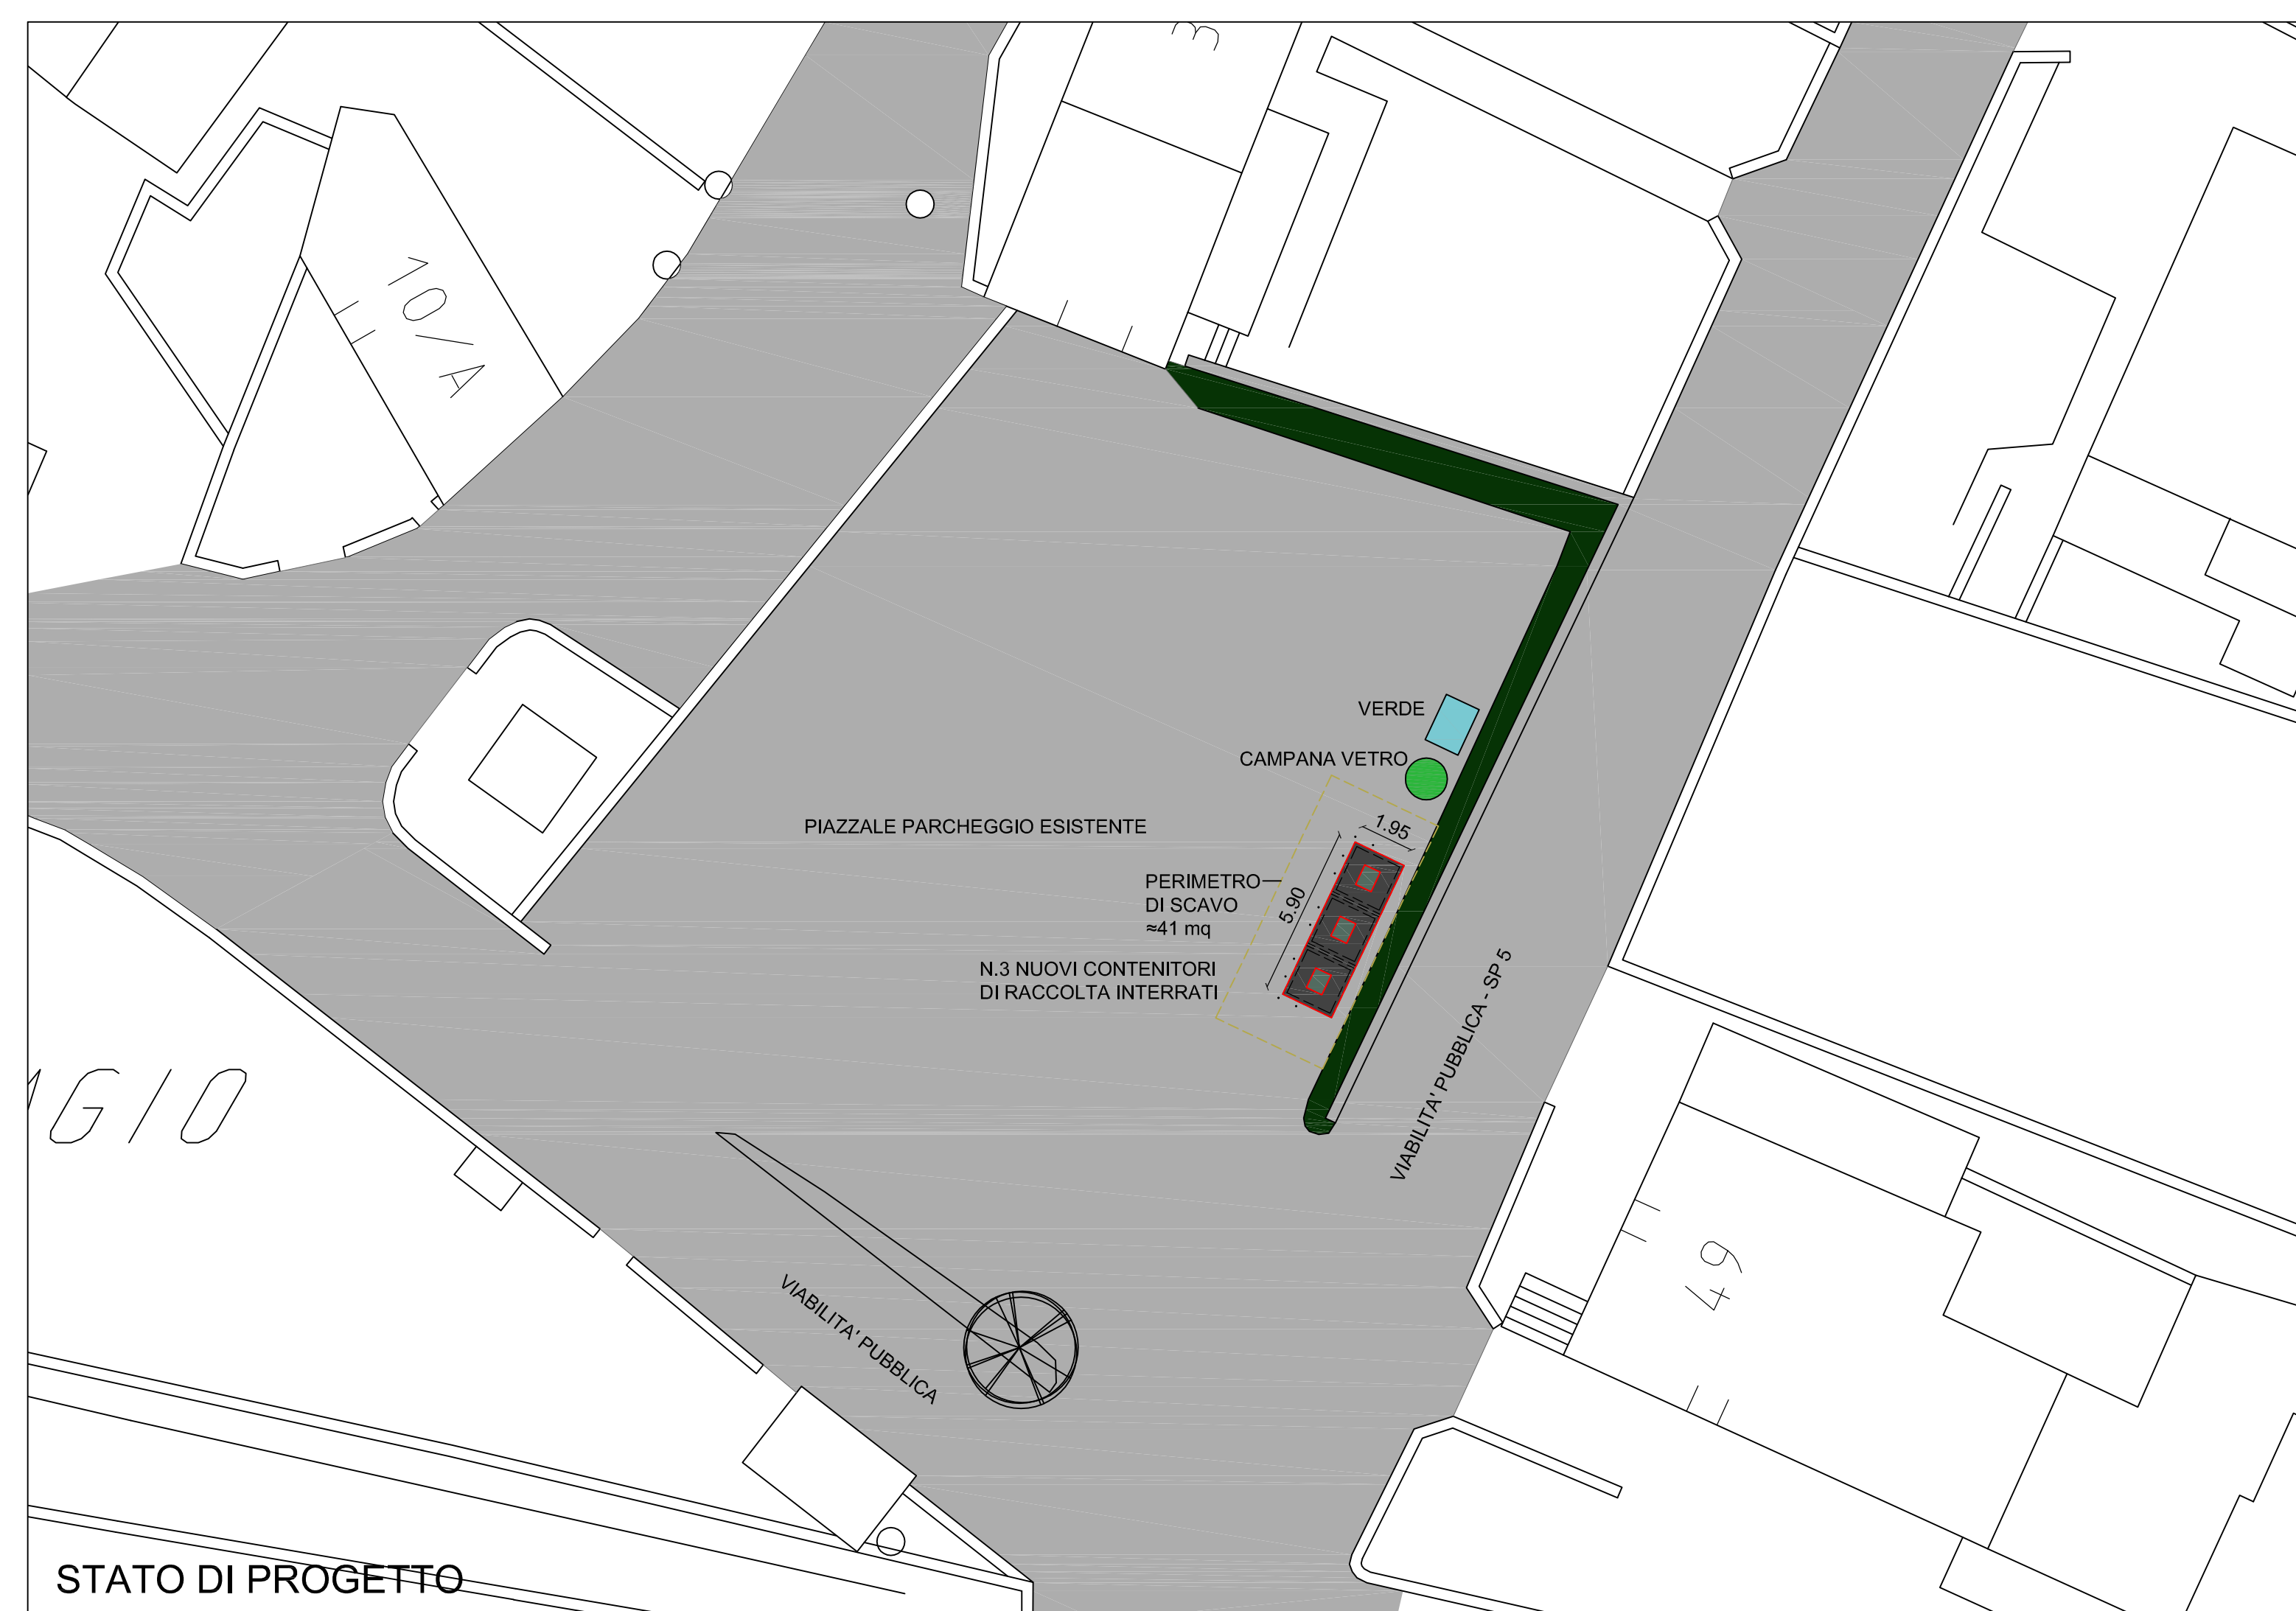 3
10/A
VERDE
CAMPANA VETRO
1.95
PIAZZALE PARCHEGGIO ESISTENTE
PERIMETRO
DI SCAVO
≈41 mq
5.90
N.3 NUOVI CONTENITORI
DI RACCOLTA INTERRATI
VIABILITA' PUBBLICA - SP 5
GIO
49
VIABILITA' PUBBLICA
STATO DI PROGETTO